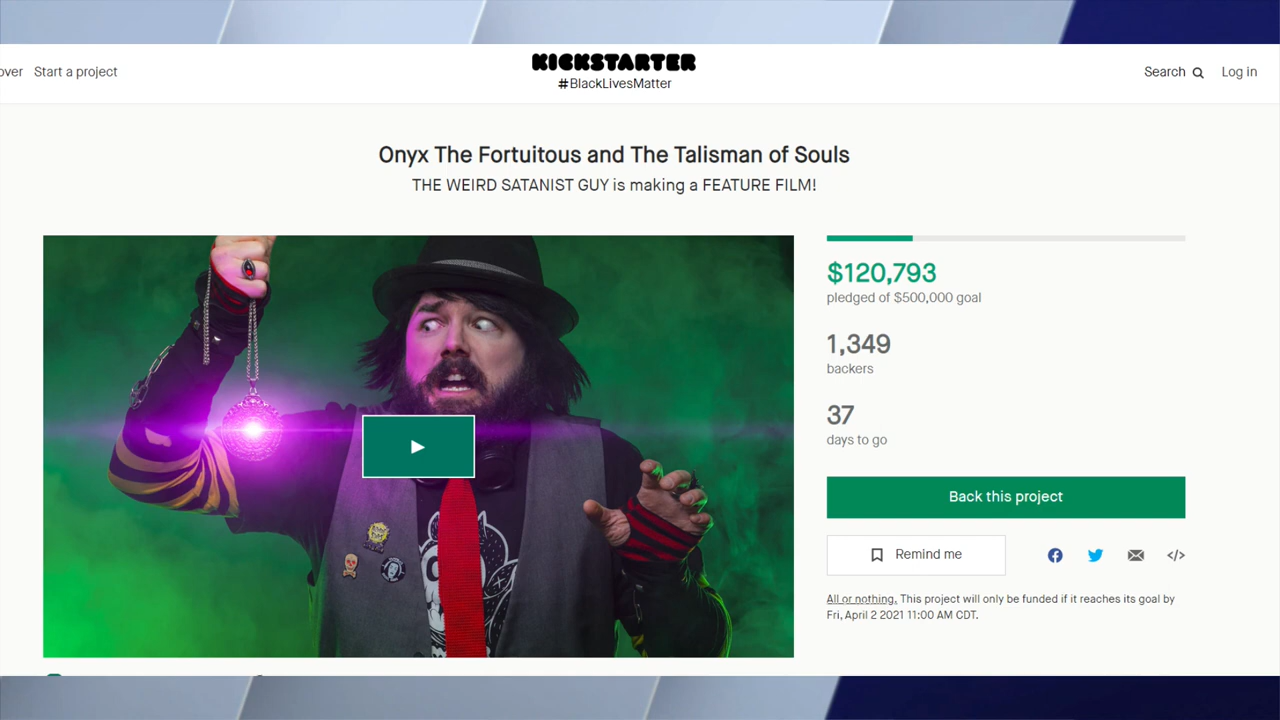 over Start a project
KICKSTARTER
#BlackLivesMatter
Search Log in
Onyx The Fortuitous and The Talisman of Souls
THE WEIRD SATANIST GUY is making a FEATURE FILM!
$120,793
pledged of $500,000 goal
1,349
backers
37
days to go
Back this project
Remind me
All or nothing. This project will only be funded if it reaches its goal by
Fri, April 2 2021 11:00 AM CDT.